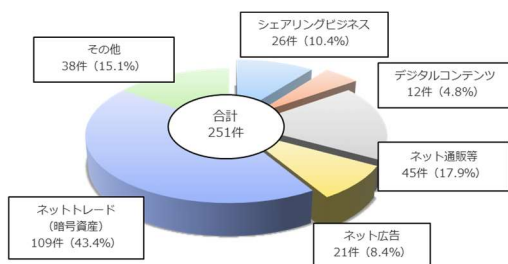 シェアリングビジネス
26件（10.4%）
デジタルコンテンツ
12件（4.8%）
ネット通販等
45件（17.9%）
ネット広告
21件（8.4%）
ネットトレード
（暗号資産）
109件（43.4%）
その他
38件（15.1%）
合計
251件